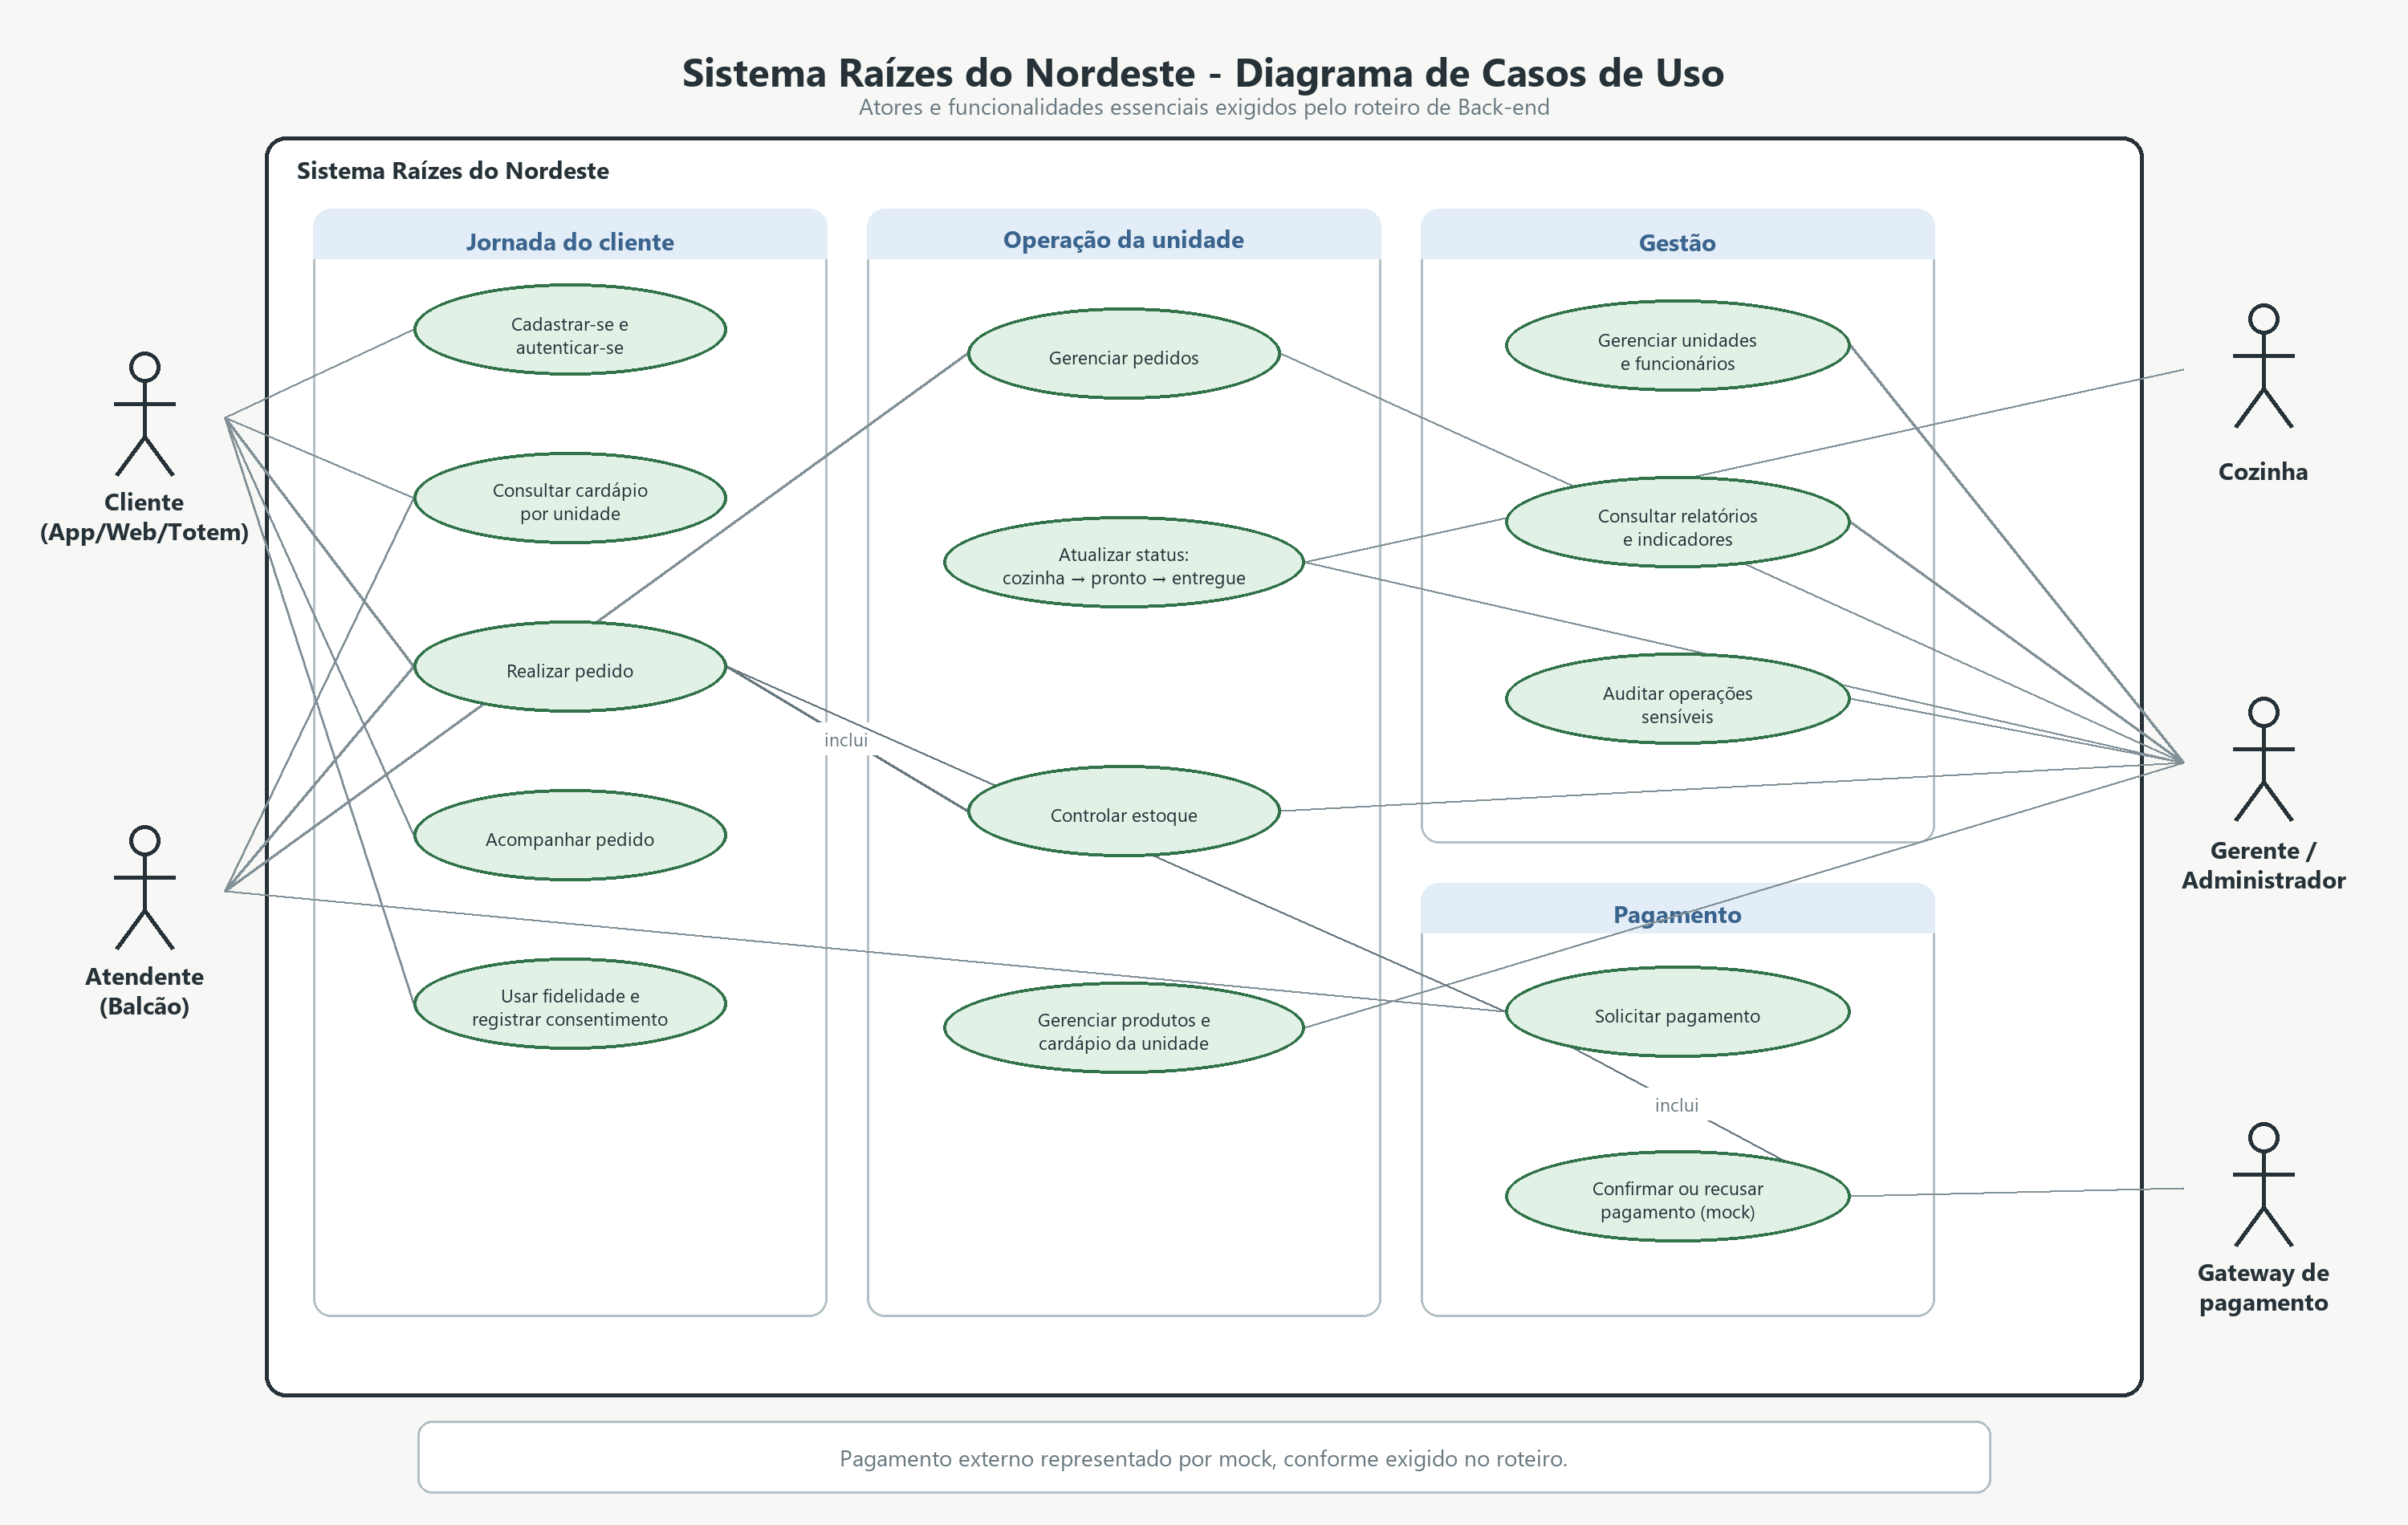 Sistema Raízes do Nordeste - Diagrama de Casos de Uso
Atores e funcionalidades essenciais exigidos pelo roteiro de Back-end
Sistema Raízes do Nordeste
Jornada do cliente
Cadastrar-se e
autenticar-se
Consultar cardápio
por unidade
Realizar pedido
Acompanhar pedido
Usar fidelidade e
registrar consentimento
Operação da unidade
Gerenciar pedidos
Atualizar status:
cozinha → pronto → entregue
inclui
Controlar estoque
Gerenciar produtos e
cardápio da unidade
Gestão
Gerenciar unidades
e funcionários
Consultar relatórios
e indicadores
Auditar operações
sensíveis
Pagamento
Solicitar pagamento
inclui
Confirmar ou recusar
pagamento (mock)
Cliente
(App/Web/Totem)
Atendente
(Balcão)
Cozinha
Gerente /
Administrador
Gateway de
pagamento
Pagamento externo representado por mock, conforme exigido no roteiro.